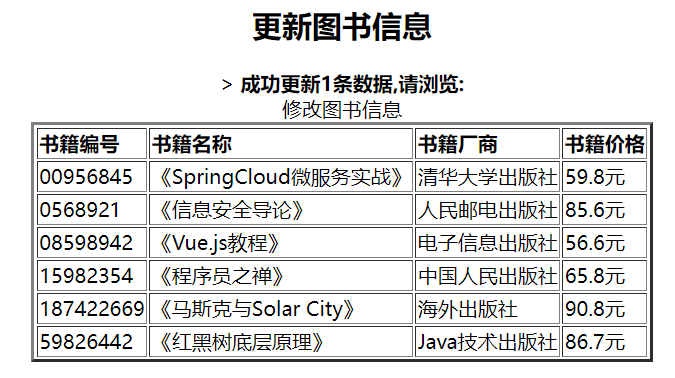 更新图书信息
> 成功更新1条数据,请浏览:
修改图书信息
书籍编号 书籍名称 书籍厂商 书籍价格
00956845 《SpringCloud微服务实战》 清华大学出版社 59.8元
0568921 《信息安全导论》 人民邮电出版社 85.6元
08598942 《Vue.js教程》 电子信息出版社 56.6元
15982354 《程序员之禅》 中国人民出版社 65.8元
187422669 《马斯克与Solar City》 海外出版社 90.8元
59826442 《红黑树底层原理》 Java技术出版社 86.7元